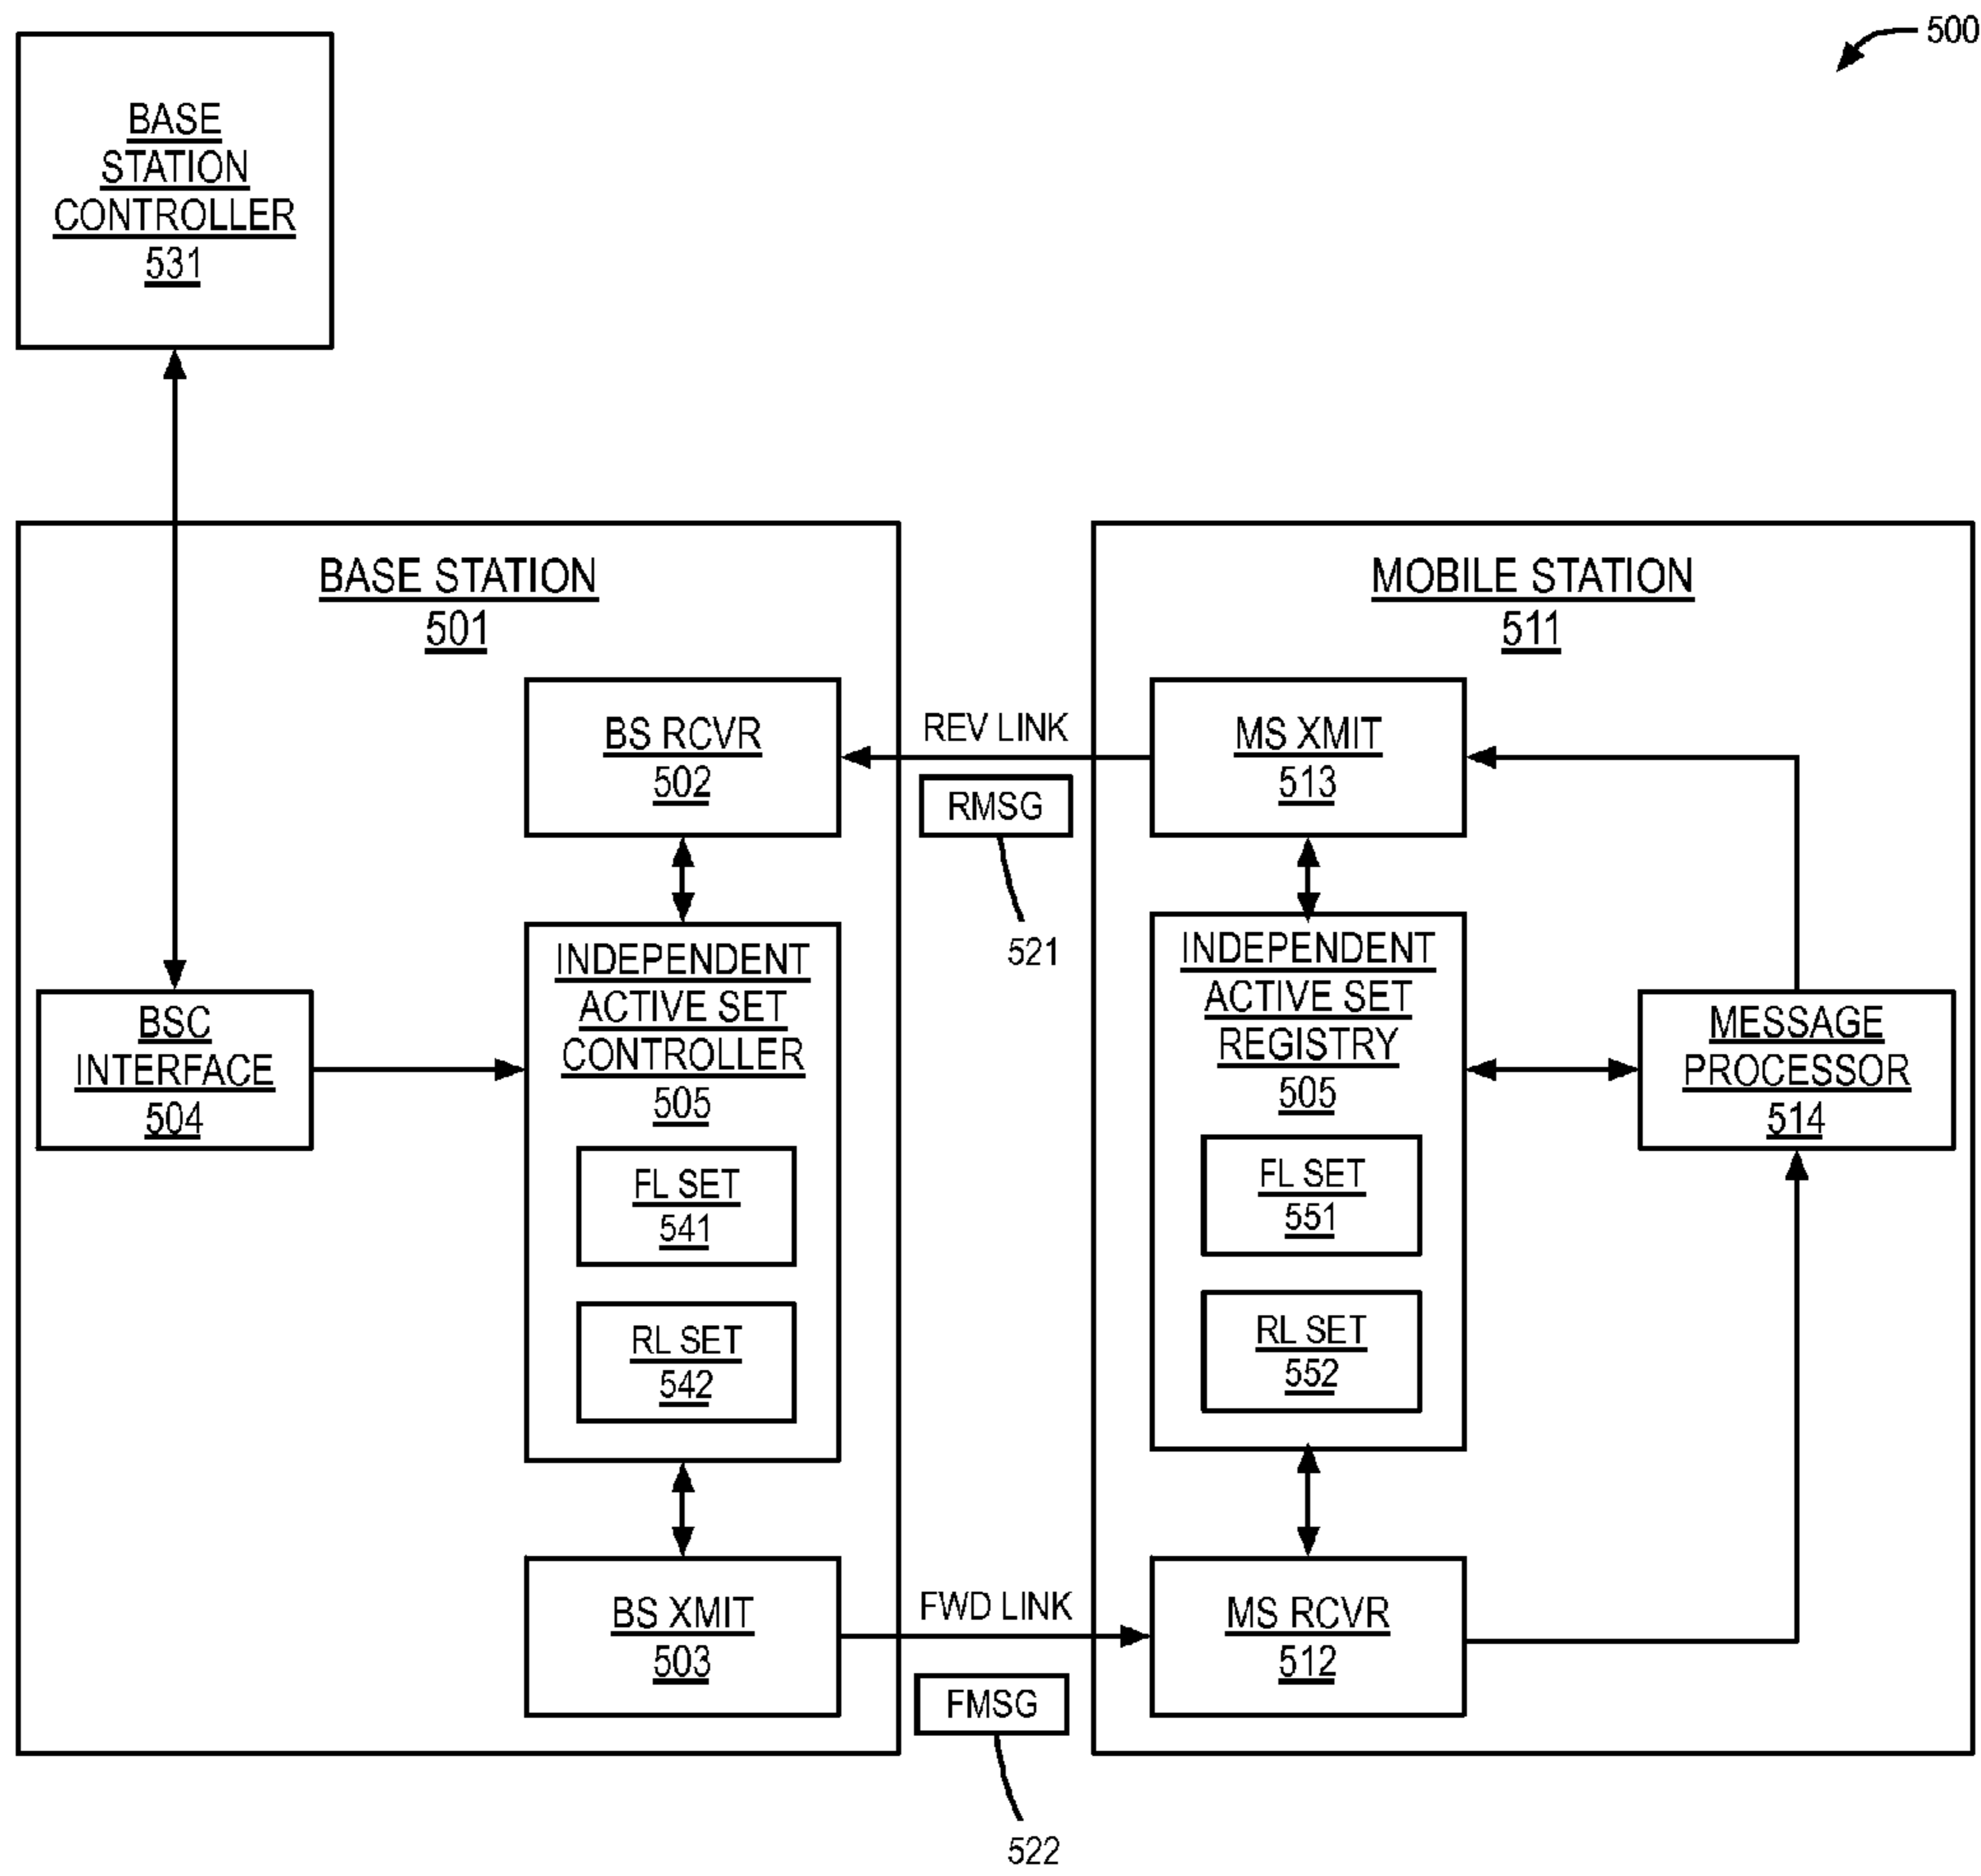 500
BASE
STATION
CONTROLLER
531
BASE STATION
501
MOBILE STATION
511
BS RCVR
502
REV LINK
RMSG
521
MS XMIT
513
BSC
INTERFACE
504
INDEPENDENT
ACTIVE SET
CONTROLLER
505
FL SET
541
RL SET
542
INDEPENDENT
ACTIVE SET
REGISTRY
505
FL SET
551
RL SET
552
MESSAGE
PROCESSOR
514
BS XMIT
503
FWD LINK
FMSG
522
MS RCVR
512